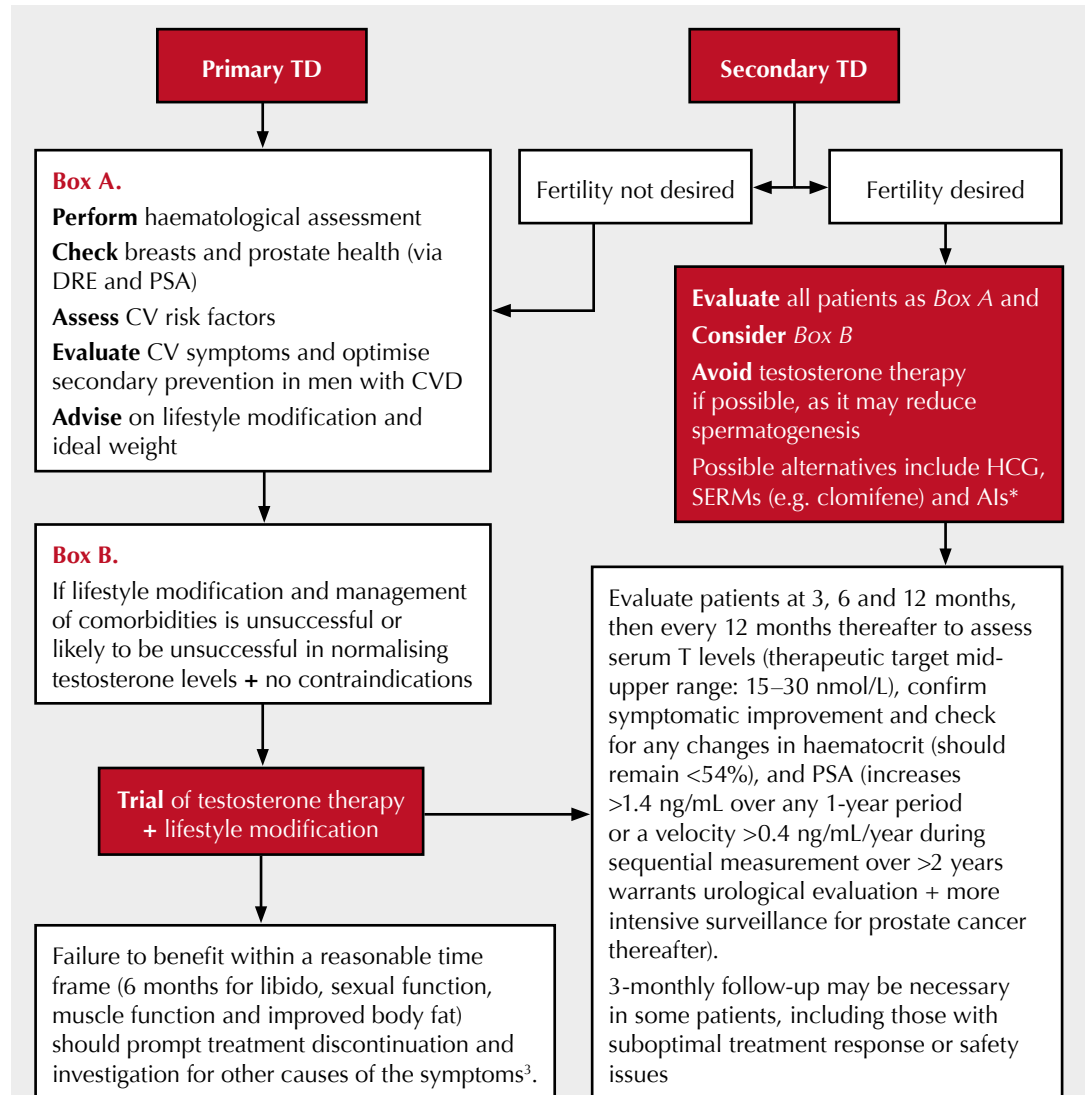 Primary TD
Secondary TD
Box A.
Perform haematological assessment
Check breasts and prostate health (via
DRE and PSA)
Assess CV risk factors
Evaluate CV symptoms and optimise
secondary prevention in men with CVD
Advise on lifestyle modification and
ideal weight
Fertility not desired
Fertility desired
Evaluate all patients as Box A and
Consider Box B
Avoid testosterone therapy
if possible, as it may reduce
spermatogenesis
Possible alternatives include HCG,
SERMs (e.g. clomifene) and AIs*
Box B.
If lifestyle modification and management
of comorbidities is unsuccessful or
likely to be unsuccessful in normalising
testosterone levels + no contraindications
Trial of testosterone therapy
+ lifestyle modification
Failure to benefit within a reasonable time
frame (6 months for libido, sexual function,
muscle function and improved body fat)
should prompt treatment discontinuation and
investigation for other causes of the symptoms³.
Evaluate patients at 3, 6 and 12 months,
then every 12 months thereafter to assess
serum T levels (therapeutic target mid-
upper range: 15–30 nmol/L), confirm
symptomatic improvement and check
for any changes in haematocrit (should
remain <54%), and PSA (increases
>1.4 ng/mL over any 1-year period
or a velocity >0.4 ng/mL/year during
sequential measurement over >2 years
warrants urological evaluation + more
intensive surveillance for prostate cancer
thereafter).
3-monthly follow-up may be necessary
in some patients, including those with
suboptimal treatment response or safety
issues